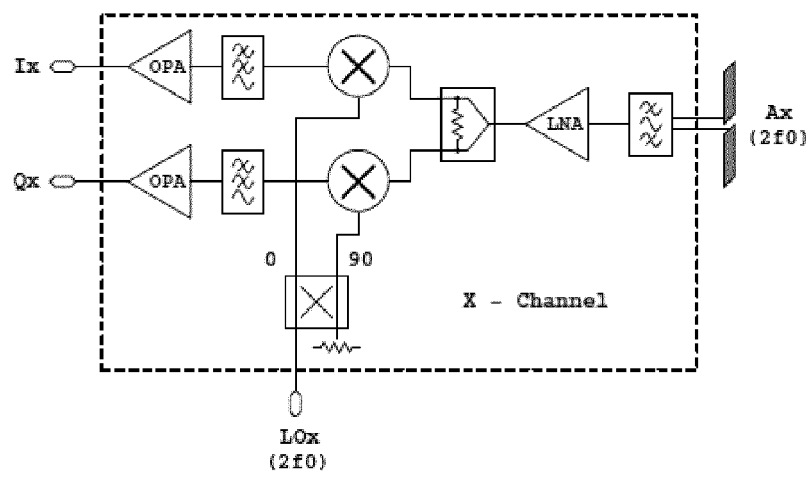 Ix
OPA
LNA
Ax
(2f0)
Qx
OPA
0
90
X - Channel
LOx
(2f0)